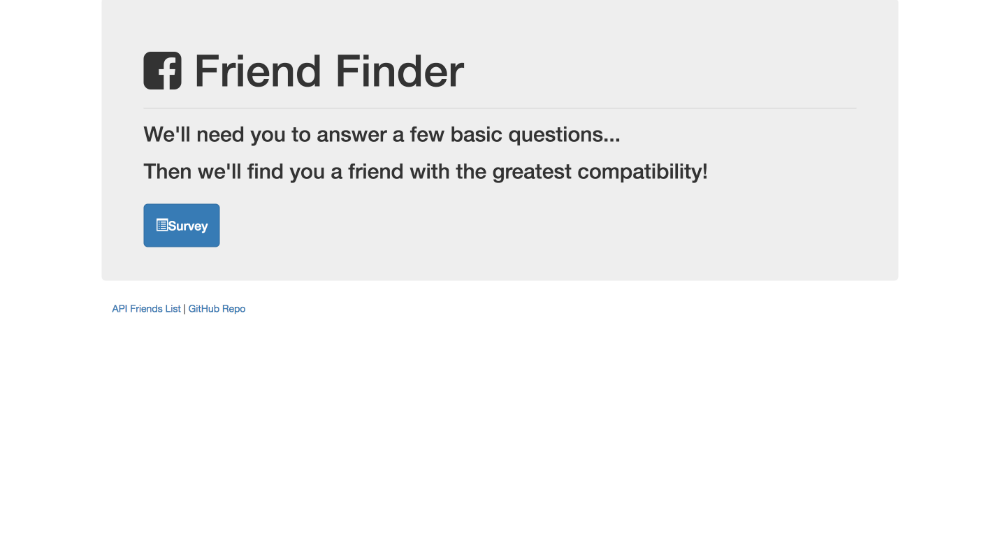 Friend Finder
We'll need you to answer a few basic questions...
Then we'll find you a friend with the greatest compatibility!
Survey
API Friends List | GitHub Repo